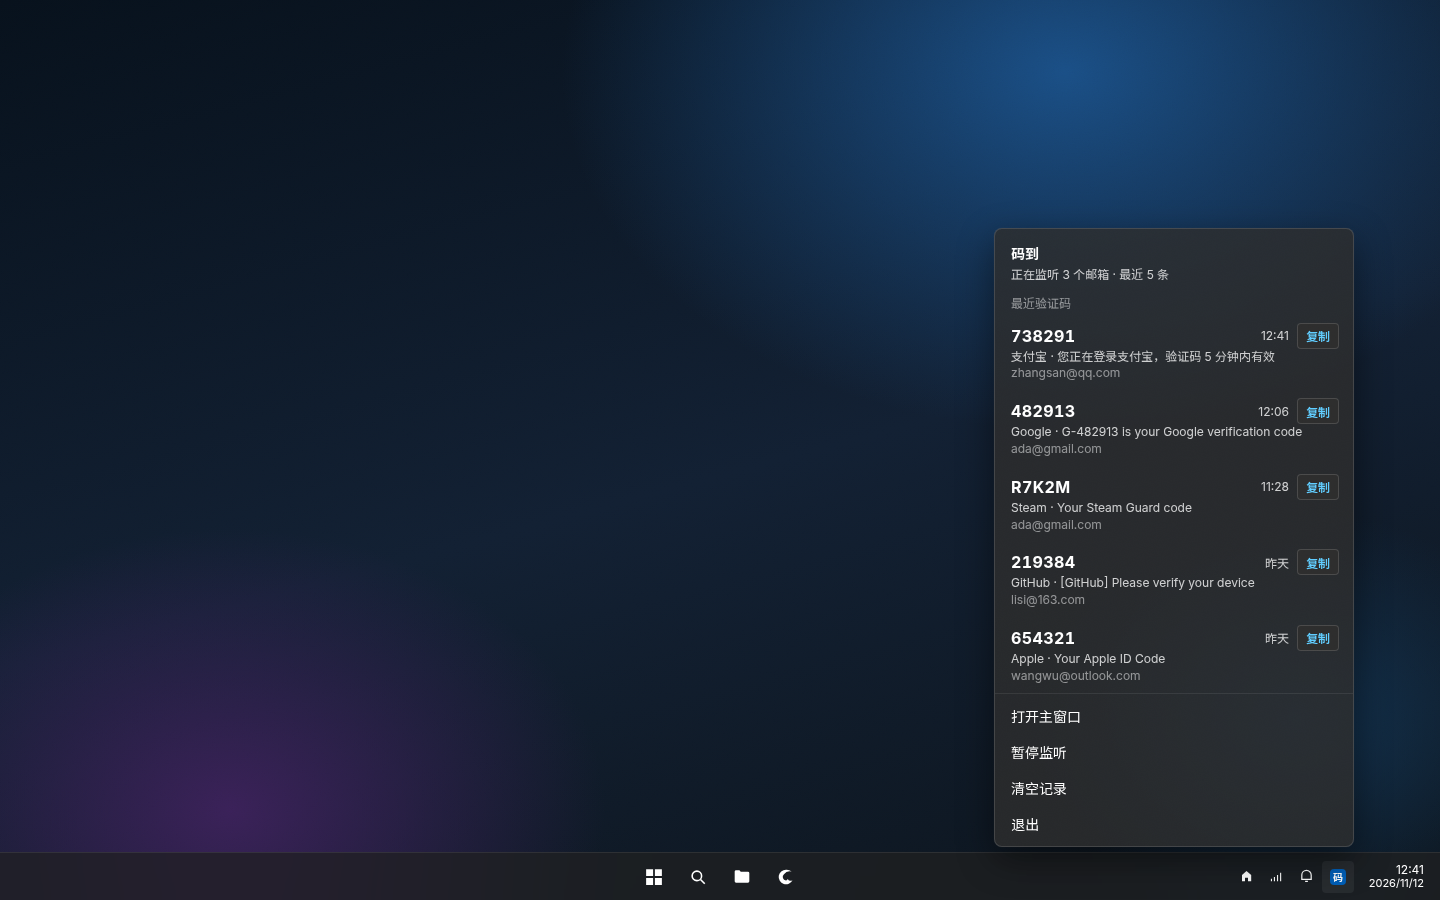 码到
正在监听 3 个邮箱 · 最近 5 条
最近验证码
738291 12:41 复制
支付宝 · 您正在登录支付宝，验证码 5 分钟内有效
zhangsan@qq.com
482913 12:06 复制
Google · G-482913 is your Google verification code
ada@gmail.com
R7K2M 11:28 复制
Steam · Your Steam Guard code
ada@gmail.com
219384 昨天 复制
GitHub · [GitHub] Please verify your device
lisi@163.com
654321 昨天 复制
Apple · Your Apple ID Code
wangwu@outlook.com
打开主窗口
暂停监听
清空记录
退出
码 12:41
2026/11/12